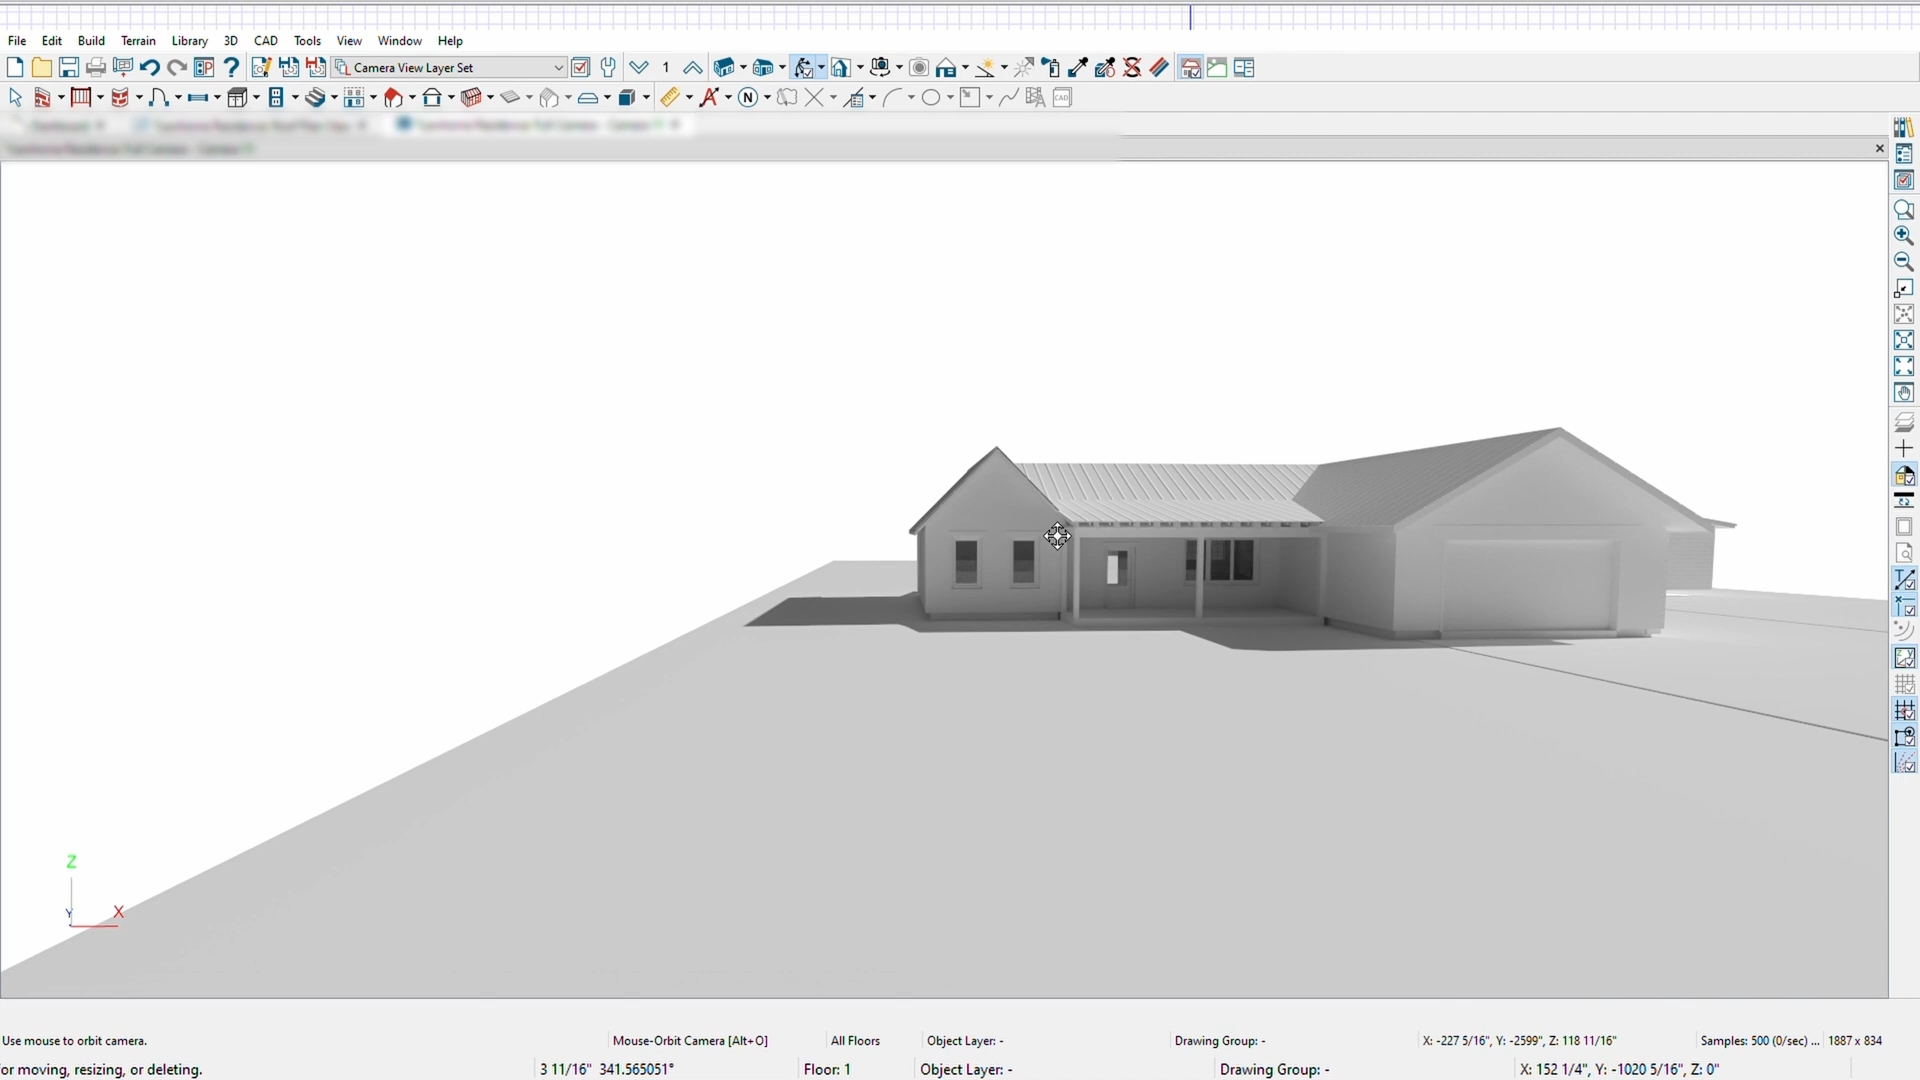 File Edit Build Terrain Library 3D CAD Tools View Window Help
Camera View Layer Set 1
N CAD
Z
Y X
Use mouse to orbit camera. Mouse-Orbit Camera [Alt+O] All Floors Object Layer: - Drawing Group: - X: -227 5/16", Y: -2599", Z: 118 11/16" Samples: 500 (0/sec) ... 1887 x 834
or moving, resizing, or deleting. 3 11/16" 341.565051° Floor: 1 Object Layer: - Drawing Group: - X: 152 1/4", Y: -1020 5/16", Z: 0"